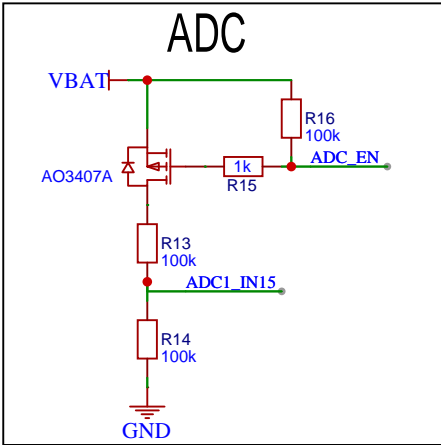 ADC
VBAT
R16
100k
ADC_EN
1k
R15
AO3407A
R13
100k
ADC1_IN15
R14
100k
GND